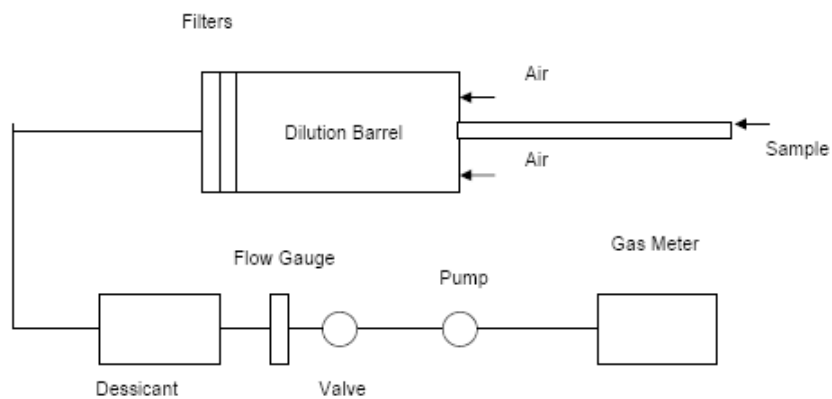 Filters
Air
Dilution Barrel
Sample
Air
Gas Meter
Flow Gauge
Pump
Dessicant
Valve